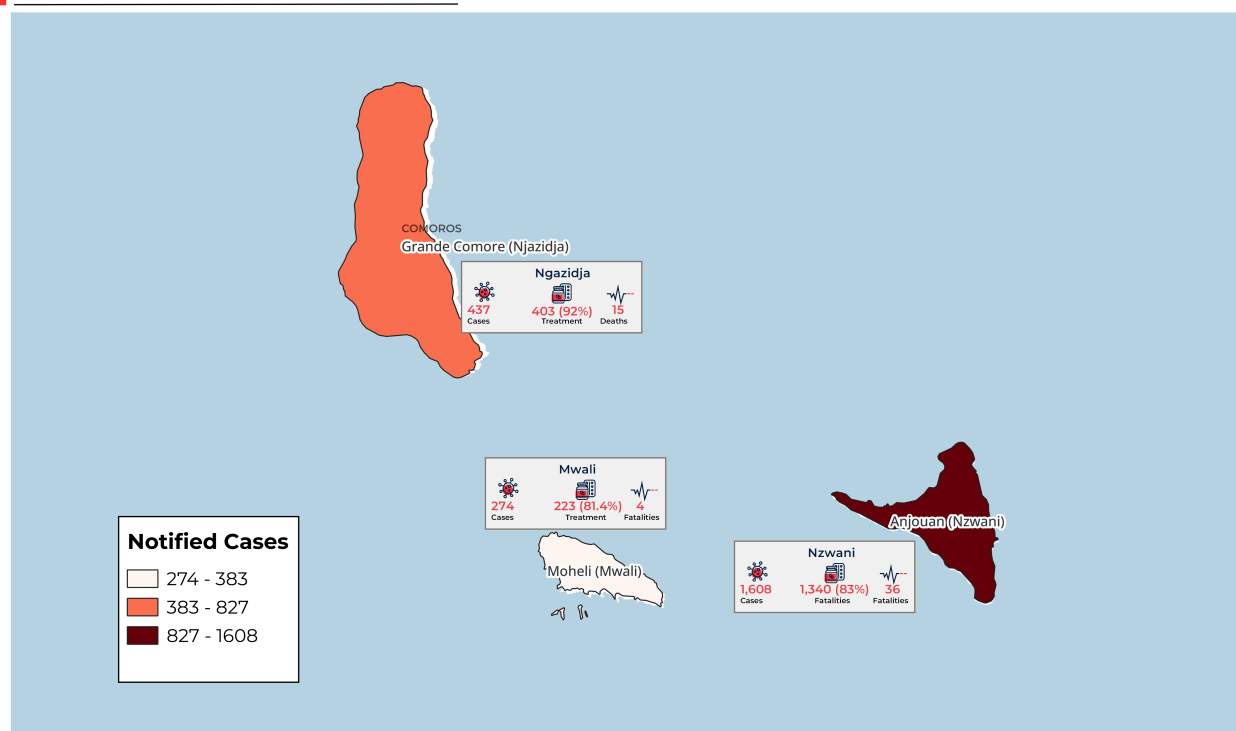 COMOROS
Grande Comore (Njazidja)
Ngazidja
437 403 (92%) 15
Cases Treatment Deaths
Mwali
274 223 (81.4%) 4
Cases Treatment Fatalities
Moheli (Mwali)
Anjouan (Nzwani)
Nzwani
1,608 1,340 (83%) 36
Cases Fatalities Fatalities
Notified Cases
274 - 383
383 - 827
827 - 1608